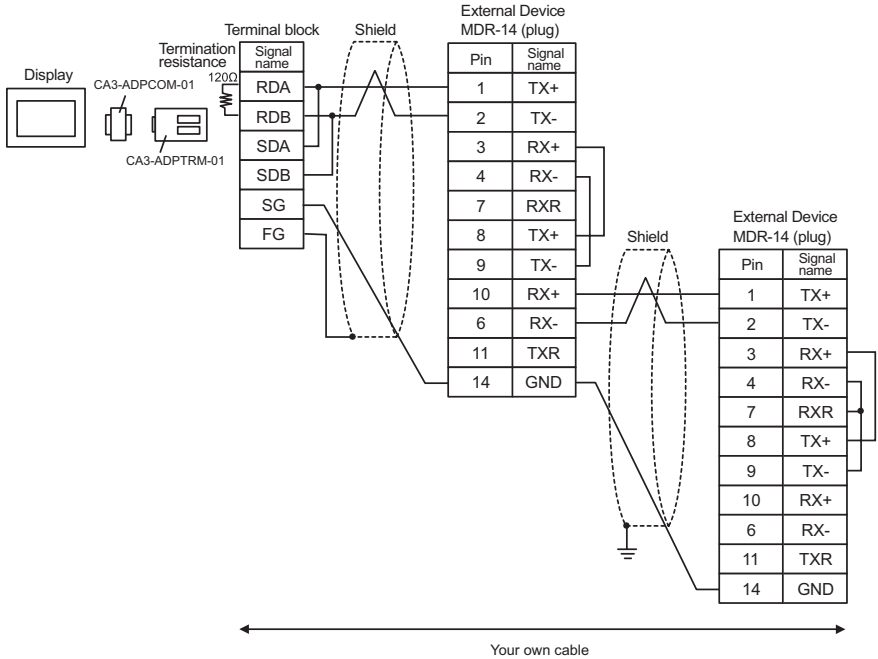 Display
CA3-ADPCOM-01
CA3-ADPTRM-01
Termination
resistance
120Ω
Terminal block
Signal
name
RDA
RDB
SDA
SDB
SG
FG
Shield
External Device
MDR-14 (plug)
Pin Signal
name
1 TX+
2 TX-
3 RX+
4 RX-
7 RXR
8 TX+
9 TX-
10 RX+
6 RX-
11 TXR
14 GND
Shield
External Device
MDR-14 (plug)
Pin Signal
name
1 TX+
2 TX-
3 RX+
4 RX-
7 RXR
8 TX+
9 TX-
10 RX+
6 RX-
11 TXR
14 GND
Your own cable